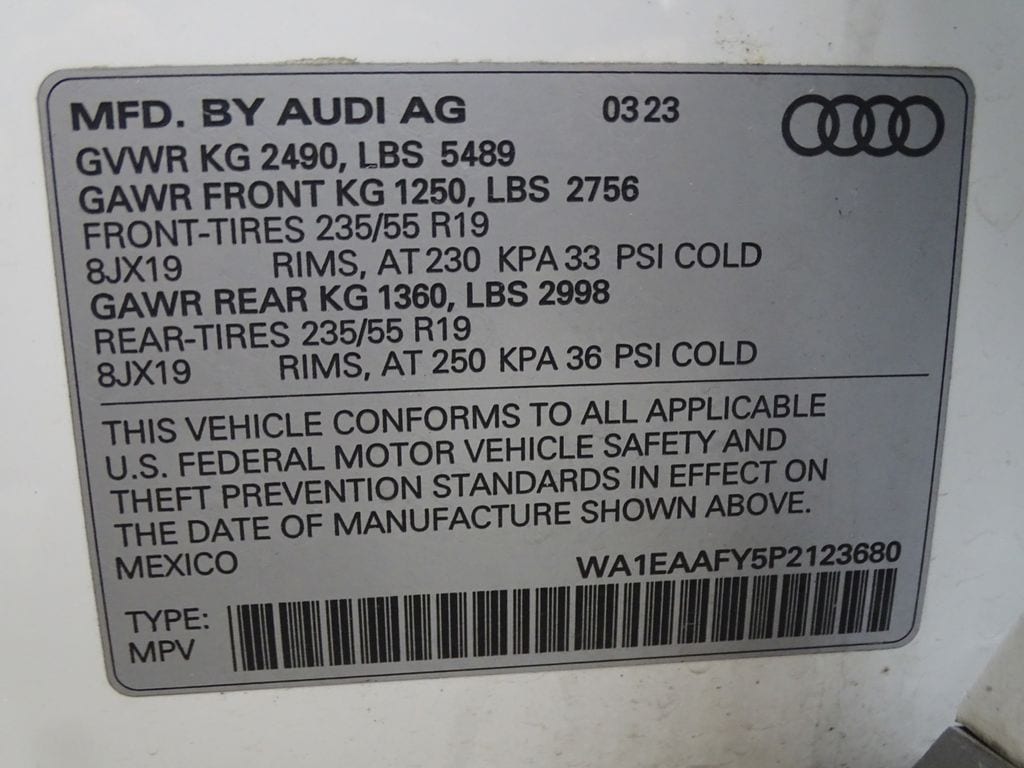 MFD. BY AUDI AG 03 23
GVWR KG 2490, LBS 5489
GAWR FRONT KG 1250, LBS 2756
FRONT-TIRES 235/55 R19
8JX19 RIMS, AT 230 KPA 33 PSI COLD
GAWR REAR KG 1360, LBS 2998
REAR-TIRES 235/55 R19
8JX19 RIMS, AT 250 KPA 36 PSI COLD
THIS VEHICLE CONFORMS TO ALL APPLICABLE
U.S. FEDERAL MOTOR VEHICLE SAFETY AND
THEFT PREVENTION STANDARDS IN EFFECT ON
THE DATE OF MANUFACTURE SHOWN ABOVE.
MEXICO WA1EAAFY5P2123680
TYPE:
MPV